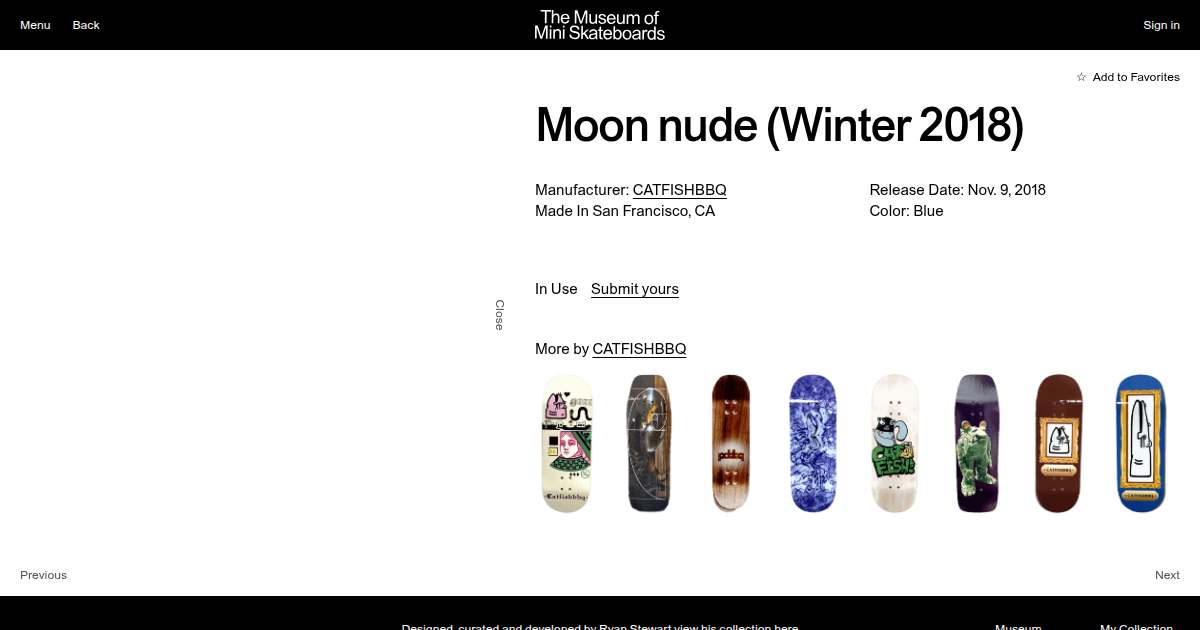 Menu
Back
The Museum of
Mini Skateboards
Sign in
☆ Add to Favorites
Moon nude (Winter 2018)
Manufacturer: CATFISHBBQ
Made In San Francisco, CA
Release Date: Nov. 9, 2018
Color: Blue
In Use
Submit yours
Close
More by CATFISHBBQ
Catfishbbq
Previous
Next
Designed, curated and developed by Ryan Stewart view his collection here
Museum
My Collection